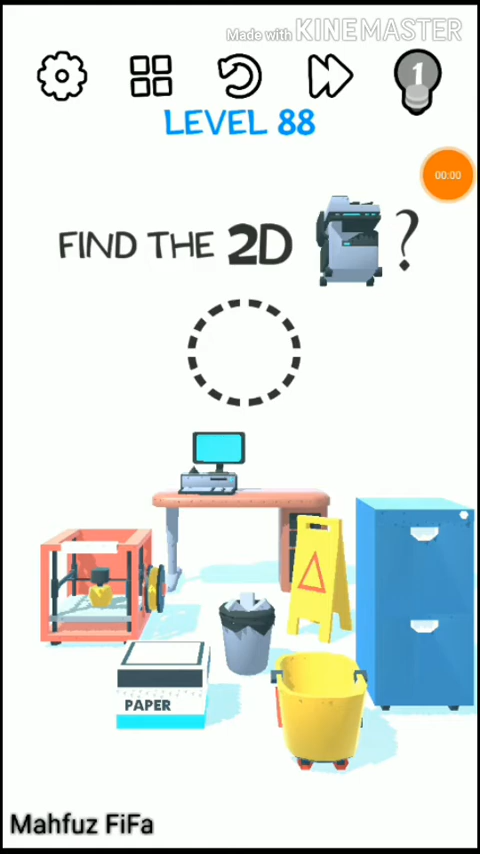 Made with KINEMASTER
1
LEVEL 88
00:00
FIND THE 2D ?
PAPER
Mahfuz FiFa